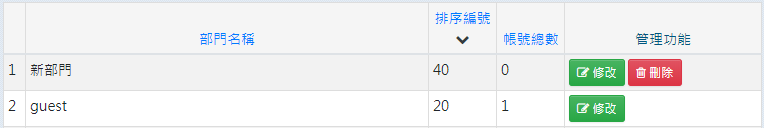 部門名稱 排序編號 帳號總數 管理功能
1 新部門 40 0 修改 刪除
2 guest 20 1 修改